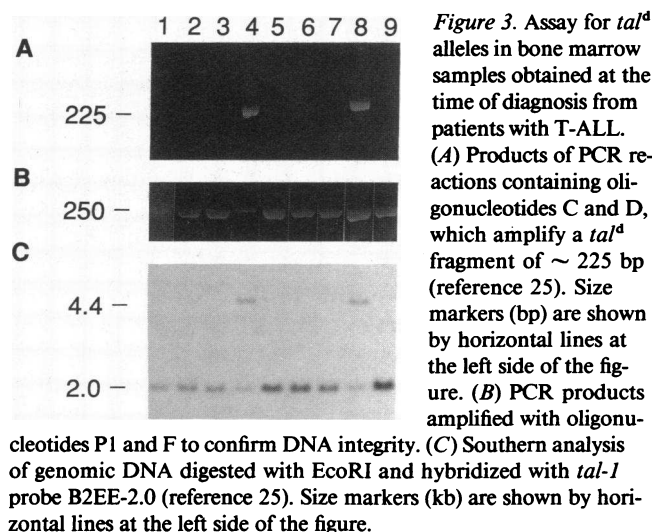 1 2 3 4 5 6 7 8 9
A
225
B
250
C
4.4
2.0
Figure 3. Assay for tal^d
alleles in bone marrow
samples obtained at the
time of diagnosis from
patients with T-ALL.
(A) Products of PCR re-
actions containing oli-
gonucleotides C and D,
which amplify a tal^d
fragment of ~ 225 bp
(reference 25). Size
markers (bp) are shown
by horizontal lines at
the left side of the fig-
ure. (B) PCR products
amplified with oligonu-
cleotides P1 and F to confirm DNA integrity. (C) Southern analysis
of genomic DNA digested with EcoRI and hybridized with tal-1
probe B2EE-2.0 (reference 25). Size markers (kb) are shown by hori-
zontal lines at the left side of the figure.